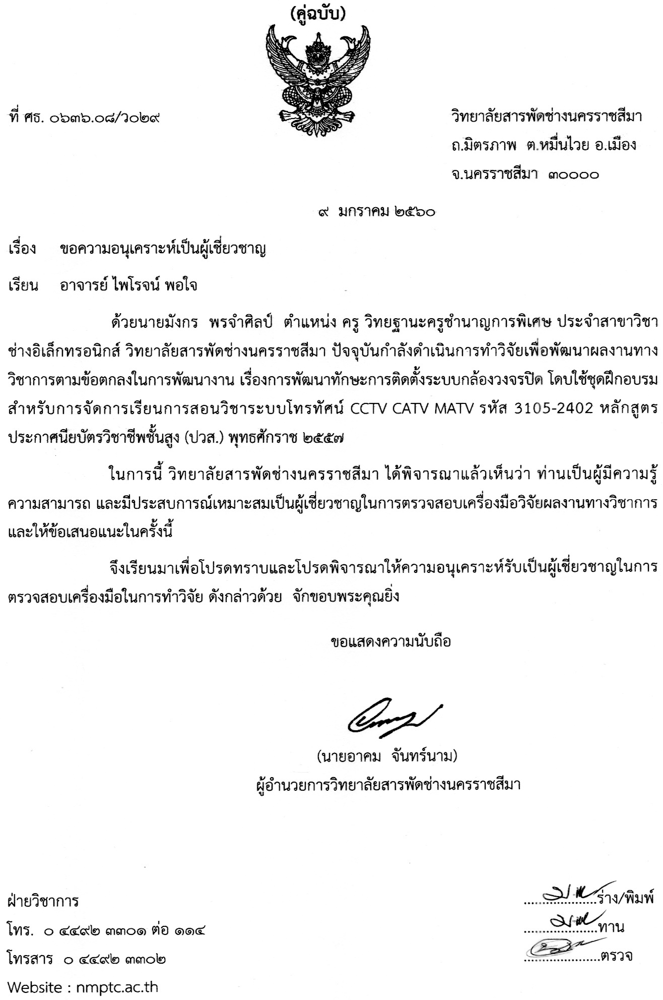 (คู่ฉบับ)
ที่ ศธ. ๐๖๓๖.๐๘/ว๐๒๙
วิทยาลัยสารพัดช่างนครราชสีมา
ถ.มิตรภาพ ต.หมื่นไวย อ.เมือง
จ.นครราชสีมา ๓๐๐๐๐
๙ มกราคม ๒๕๖๐
เรื่อง ขอความอนุเคราะห์เป็นผู้เชี่ยวชาญ
เรียน อาจารย์ ไพโรจน์ พอใจ
ด้วยนายมังกร พรจำศิลป์ ตำแหน่ง ครู วิทยฐานะครูชำนาญการพิเศษ ประจำสาขาวิชา
ช่างอิเล็กทรอนิกส์ วิทยาลัยสารพัดช่างนครราชสีมา ปัจจุบันกำลังดำเนินการทำวิจัยเพื่อพัฒนาผลงานทาง
วิชาการตามข้อตกลงในการพัฒนางาน เรื่องการพัฒนาทักษะการติดตั้งระบบกล้องวงจรปิด โดบใช้ชุดฝึกอบรม
สำหรับการจัดการเรียนการสอนวิชาระบบโทรทัศน์ CCTV CATV MATV รหัส 3105-2402 หลักสูตร
ประกาศนียบัตรวิชาชีพชั้นสูง (ปวส.) พุทธศักราช ๒๕๕๗
ในการนี้ วิทยาลัยสารพัดช่างนครราชสีมา ได้พิจารณาแล้วเห็นว่า ท่านเป็นผู้มีความรู้
ความสามารถ และมีประสบการณ์เหมาะสมเป็นผู้เชี่ยวชาญในการตรวจสอบเครื่องมือวิจัยผลงานทางวิชาการ
และให้ข้อเสนอแนะในครั้งนี้
จึงเรียนมาเพื่อโปรดทราบและโปรดพิจารณาให้ความอนุเคราะห์รับเป็นผู้เชี่ยวชาญในการ
ตรวจสอบเครื่องมือในการทำวิจัย ดังกล่าวด้วย จักขอบพระคุณยิ่ง
ขอแสดงความนับถือ
(นายอาคม จันทร์นาม)
ผู้อำนวยการวิทยาลัยสารพัดช่างนครราชสีมา
ฝ่ายวิชาการ
โทร. ๐ ๔๔๙๒ ๓๓๐๑ ต่อ ๑๑๔
โทรสาร ๐ ๔๔๙๒ ๓๓๐๒
Website : nmptc.ac.th
....................ร่าง/พิมพ์
....................ทาน
....................ตรวจ